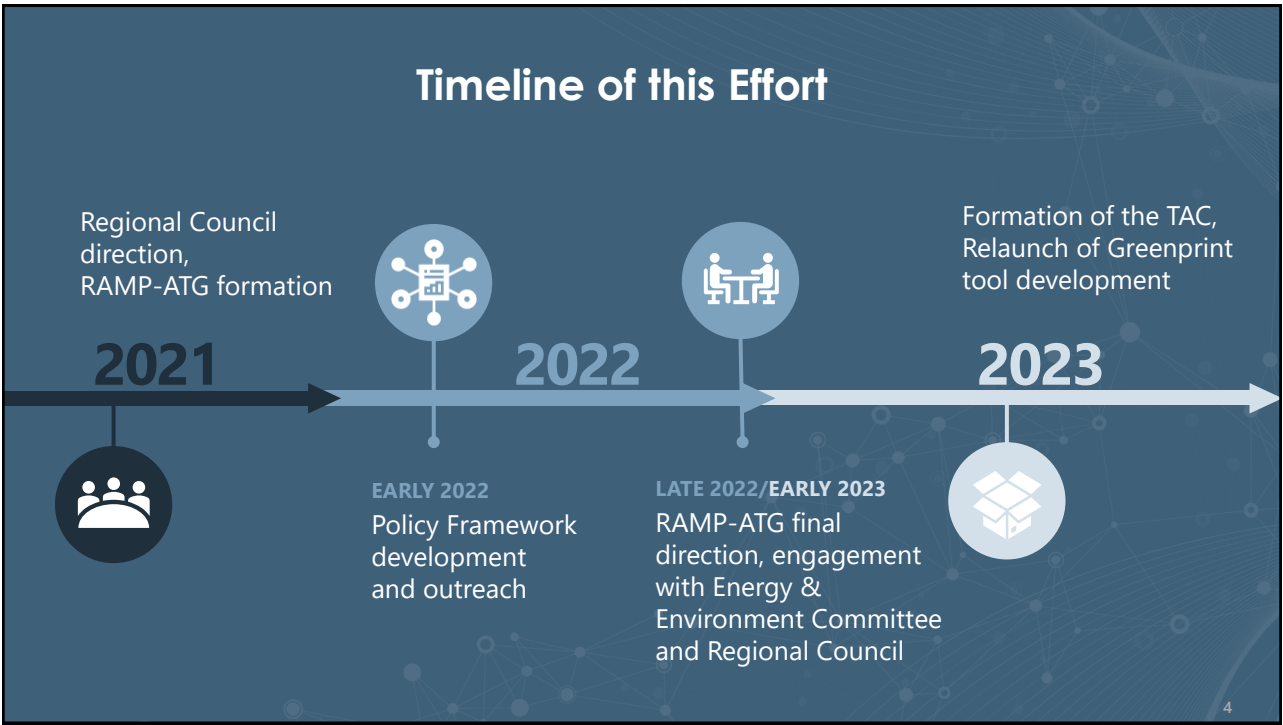 Timeline of this Effort
Regional Council
direction,
RAMP-ATG formation
2021
EARLY 2022
Policy Framework
development
and outreach
2022
LATE 2022/EARLY 2023
RAMP-ATG final
direction, engagement
with Energy &
Environment Committee
and Regional Council
Formation of the TAC,
Relaunch of Greenprint
tool development
2023
4